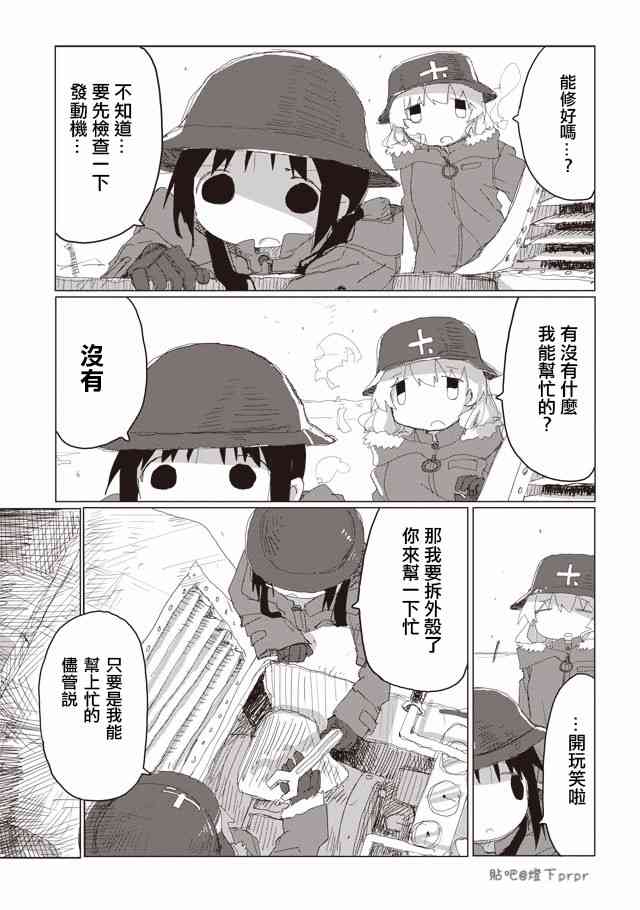 能修好嗎…?
不知道…
要先檢查一下
發動機…
有沒有什麼
我能幫忙的?
沒有
…開玩笑啦
那我要拆外殼了
你來幫一下忙
只要是我能
幫上忙的
儘管説
貼吧@燈下prpr